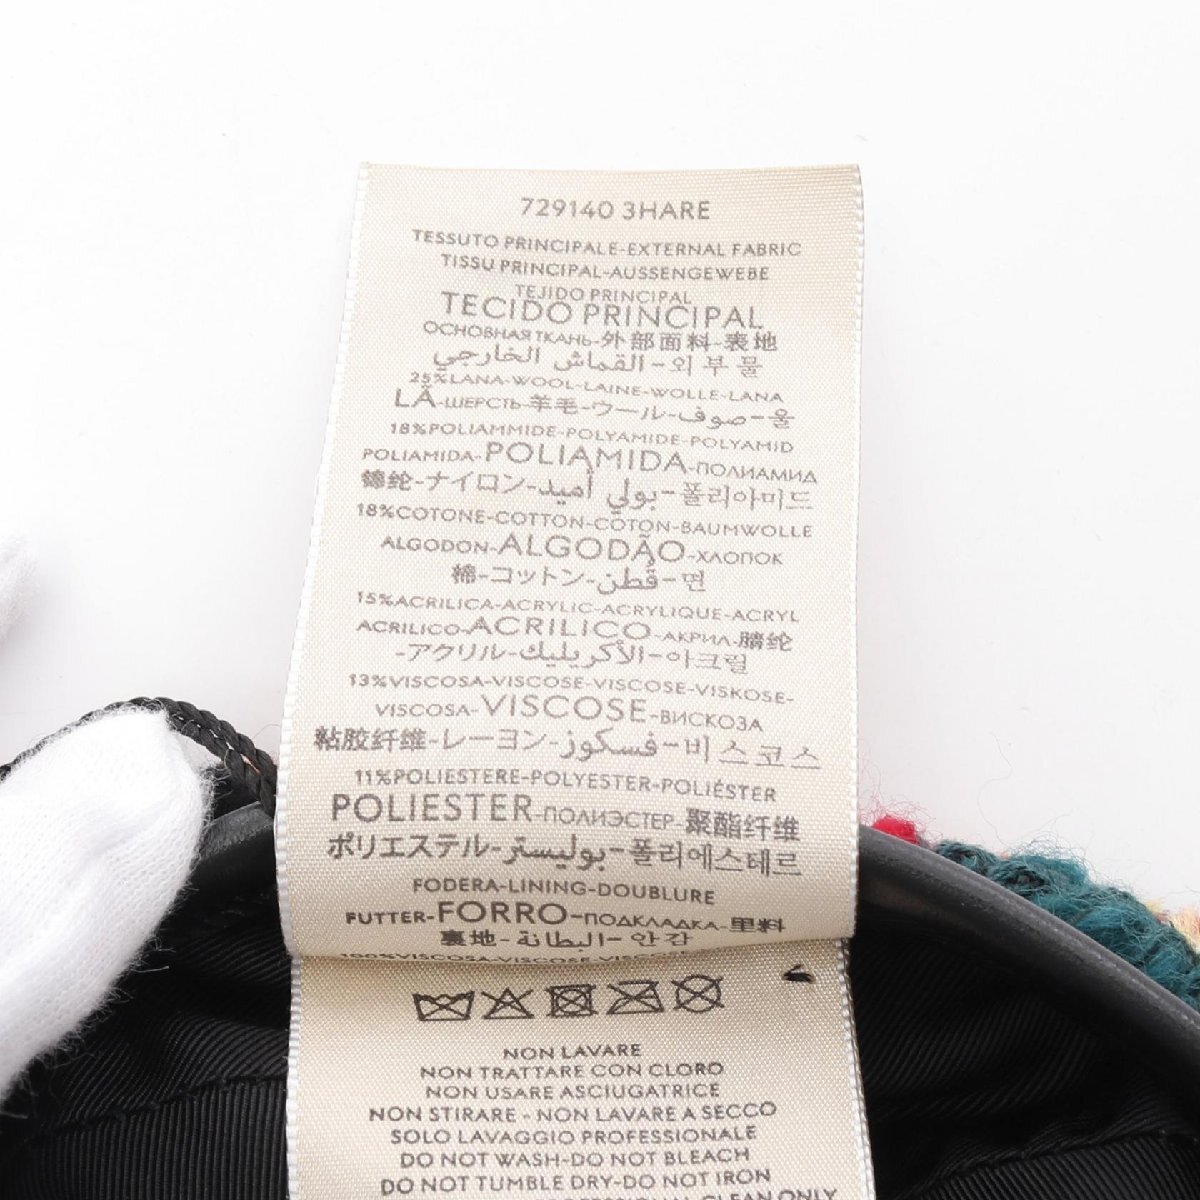 729140 3HARE
TESSUTO PRINCIPALE-EXTERNAL FABRIC
TISSU PRINCIPAL-AUSSENGEWEBE
TEJIDO PRINCIPAL
TECIDO PRINCIPAL
ОСНОВНАЯ ТКАНЬ-外部面料-裏地
القماش الخارجي-외부물
25%LANA-WOOL-LAINE-WOLLE-LANA
LÃ-ШЕРСТЬ-羊毛-ウール-صوف-울
18%POLIAMMIDE-POLYAMIDE-POLYAMID
POLIAMIDA-POLIAMIDA-ПОЛИАМИД
锦纶-ナイロン-بولي أميد-폴리아미드
18%COTONE-COTTON-COTON-BAUMWOLLE
ALGODON-ALGODÃO-ХЛОПОК
棉-コットン-قُطن-면
15%ACRILICA-ACRYLIC-ACRYLIQUE-ACRYL
ACRILICO-ACRILICO-АКРИЛ-腈纶
-アクリル-الأكريليك-아크릴
13%VISCOSA-VISCOSE-VISCOSE-VISKOSE-
VISCOSA-VISCOSE-ВИСКОЗА
粘胶纤维-レーヨン-فسكوز-비스코스
11%POLIESTERE-POLYESTER-POLIÉSTER
POLIESTER-ПОЛИЭСТЕР-聚酯纤维
ポリエステル-بوليستر-폴리에스테르
FODERA-LINING-DOUBLURE
FUTTER-FORRO-ПОДКЛАДКА-里料
裏地-البطانة-안감
100%VISCOSA-VISCOSE-VISCOSE
NON LAVARE
NON TRATTARE CON CLORO
NON USARE ASCIUGATRICE
NON STIRARE - NON LAVARE A SECCO
SOLO LAVAGGIO PROFESSIONALE
DO NOT WASH-DO NOT BLEACH
DO NOT TUMBLE DRY-DO NOT IRON
CLEAN ONLY